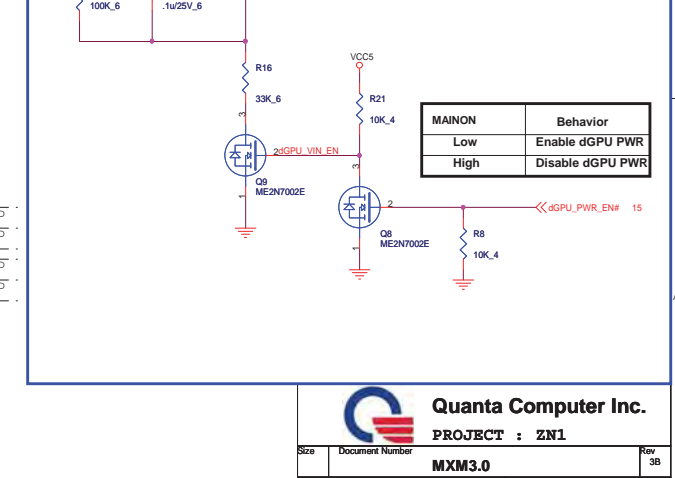 100K_6
.1u/25V_6
R16
33K_6
3
2
dGPU_VIN_EN
Q9
ME2N7002E
1
VCC5
R21
10K_4
3
2
Q8
ME2N7002E
1
R8
10K_4
dGPU_PWR_EN# 15
MAINON Behavior
Low Enable dGPU PWR
High Disable dGPU PWR
Quanta Computer Inc.
PROJECT : ZN1
Size Document Number Rev
MXM3.0 3B